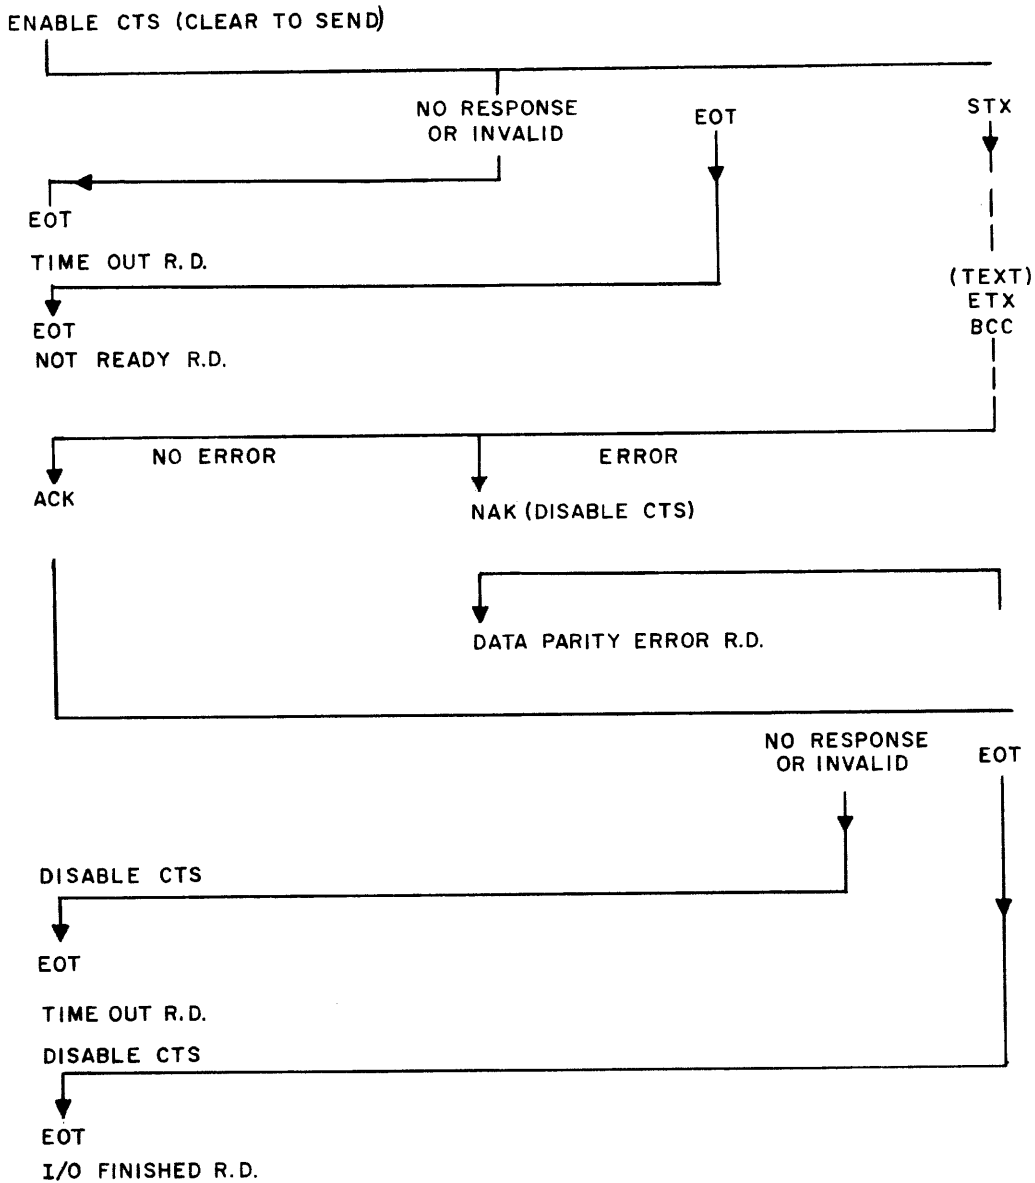 ENABLE CTS (CLEAR TO SEND)
NO RESPONSE
OR INVALID
EOT
STX
EOT
TIME OUT R.D.
(TEXT)
ETX
BCC
EOT
NOT READY R.D.
NO ERROR
ERROR
ACK
NAK (DISABLE CTS)
DATA PARITY ERROR R.D.
NO RESPONSE
OR INVALID
EOT
DISABLE CTS
EOT
TIME OUT R.D.
DISABLE CTS
EOT
I/O FINISHED R.D.